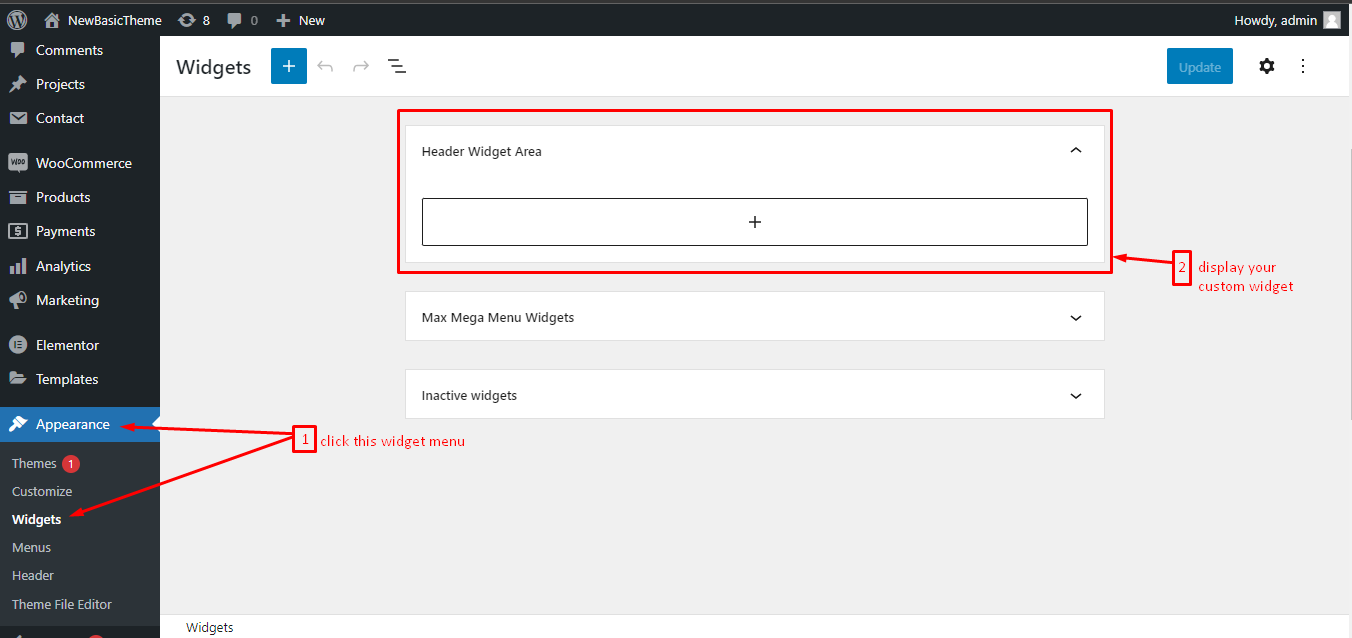 NewBasicTheme 8 0 New Howdy, admin
Comments
Projects
Contact
WooCommerce
Products
Payments
Analytics
Marketing
Elementor
Templates
Appearance
Themes 1
Customize
Widgets
Menus
Header
Theme File Editor
Widgets Update
Header Widget Area
Max Mega Menu Widgets
Inactive widgets
1 click this widget menu
2 display your
custom widget
Widgets